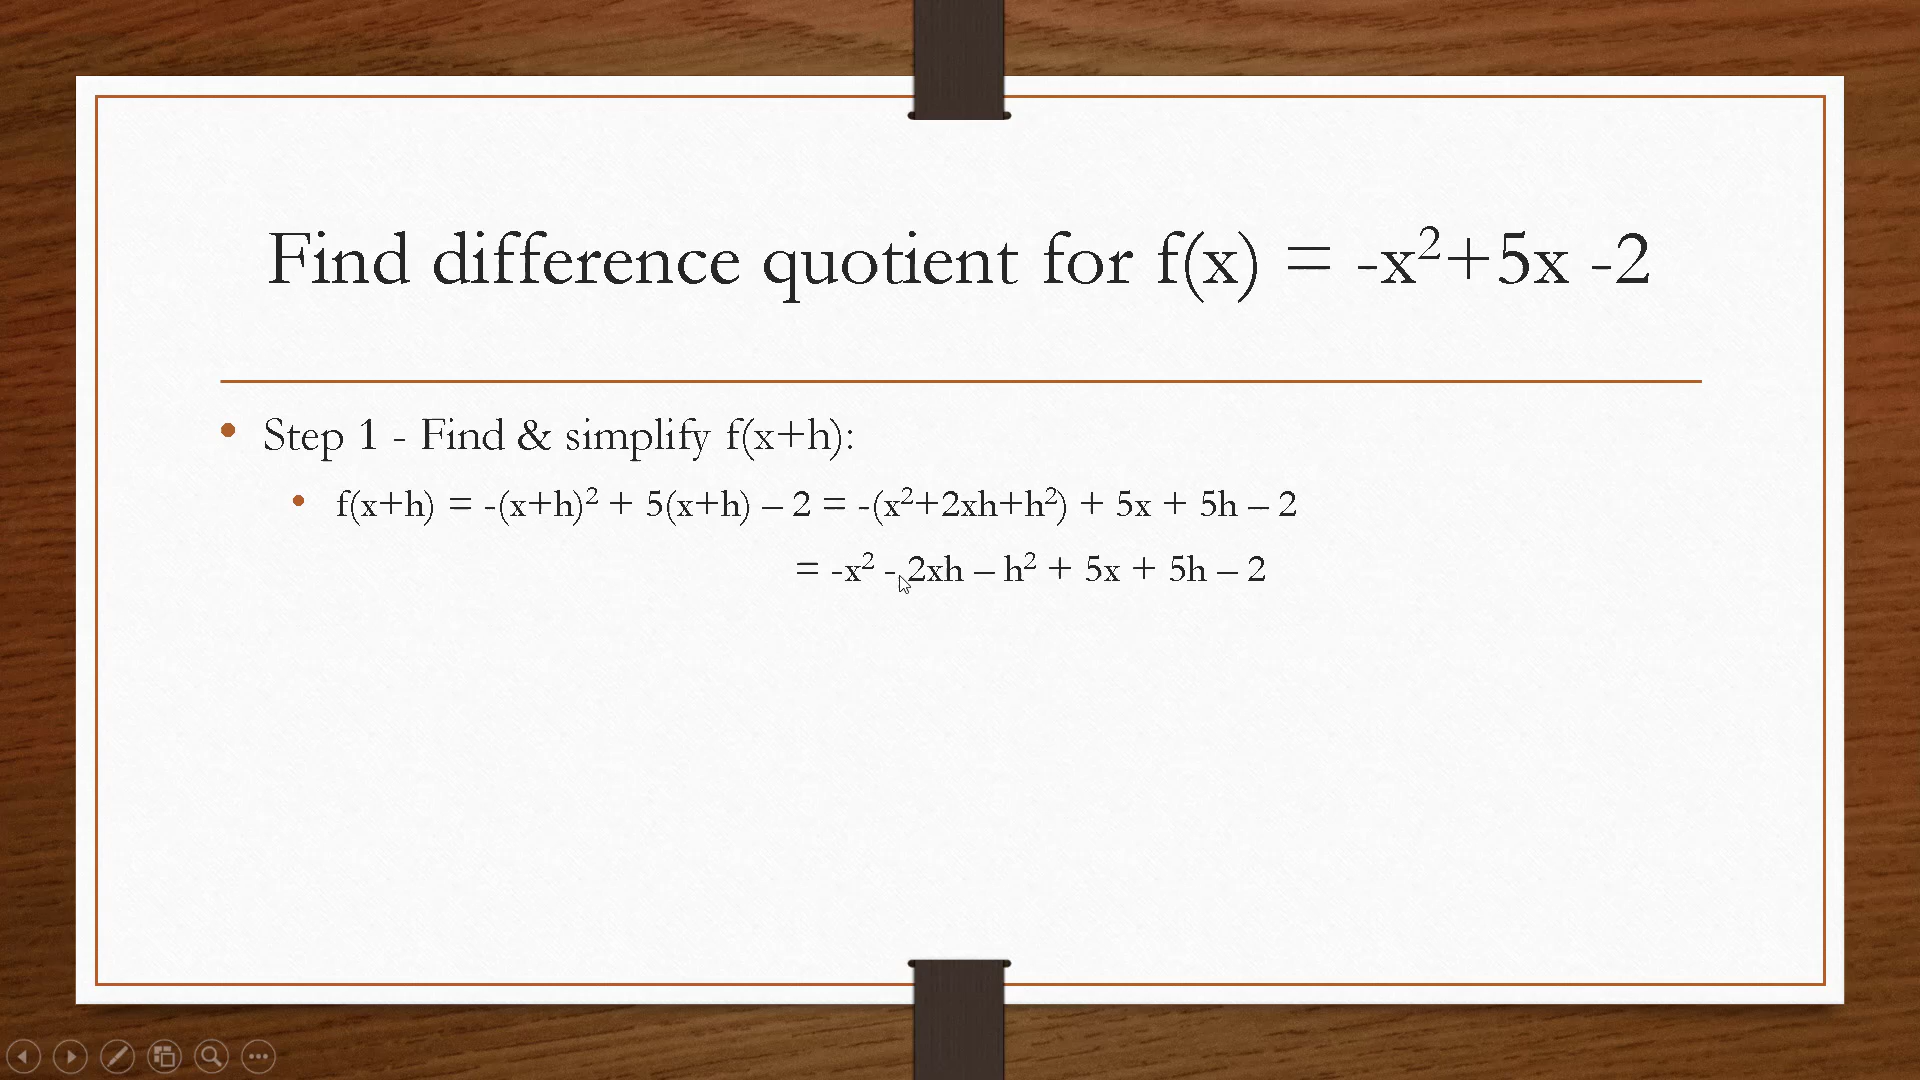 Find difference quotient for f(x) = -x²+5x -2
• Step 1 - Find & simplify f(x+h):
• f(x+h) = -(x+h)² + 5(x+h) – 2 = -(x²+2xh+h²) + 5x + 5h – 2
= -x² - 2xh – h² + 5x + 5h – 2